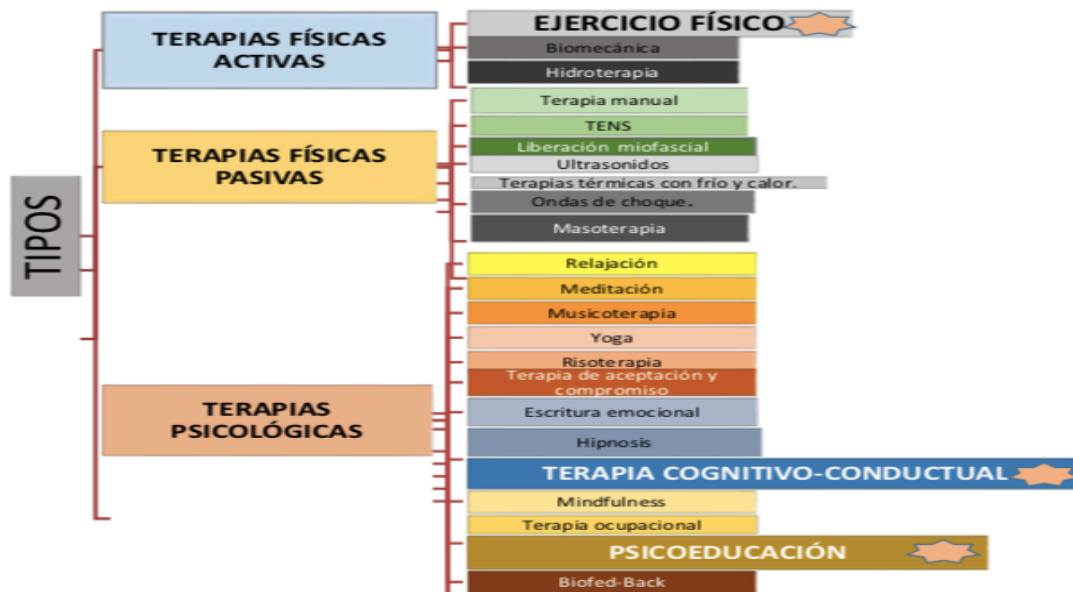 TIPOS
TERAPIAS FÍSICAS
ACTIVAS
EJERCICIO FÍSICO
Biomecánica
Hidroterapia
TERAPIAS FÍSICAS
PASIVAS
Terapia manual
TENS
Liberación miofascial
Ultrasonidos
Terapias térmicas con frío y calor.
Ondas de choque.
Masoterapia
TERAPIAS
PSICOLÓGICAS
Relajación
Meditación
Musicoterapia
Yoga
Risoterapia
Terapia de aceptación y
compromiso
Escritura emocional
Hipnosis
TERAPIA COGNITIVO-CONDUCTUAL
Mindfulness
Terapia ocupacional
PSICOEDUCACIÓN
Biofed-Back